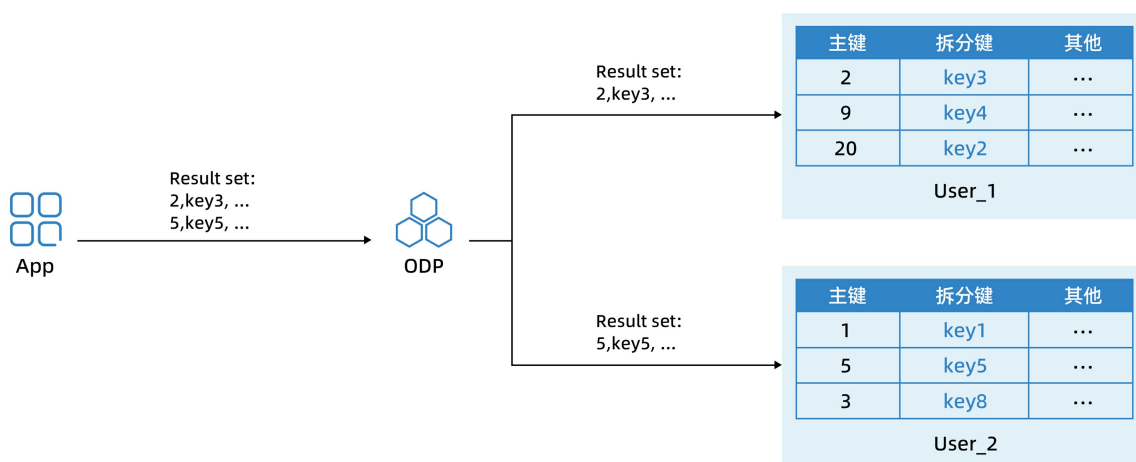 主键 拆分键 其他
2 key3 ...
9 key4 ...
20 key2 ...
User_1
Result set:
2,key3, ...
Result set:
2,key3, ...
5,key5, ...
App
ODP
Result set:
5,key5, ...
主键 拆分键 其他
1 key1 ...
5 key5 ...
3 key8 ...
User_2